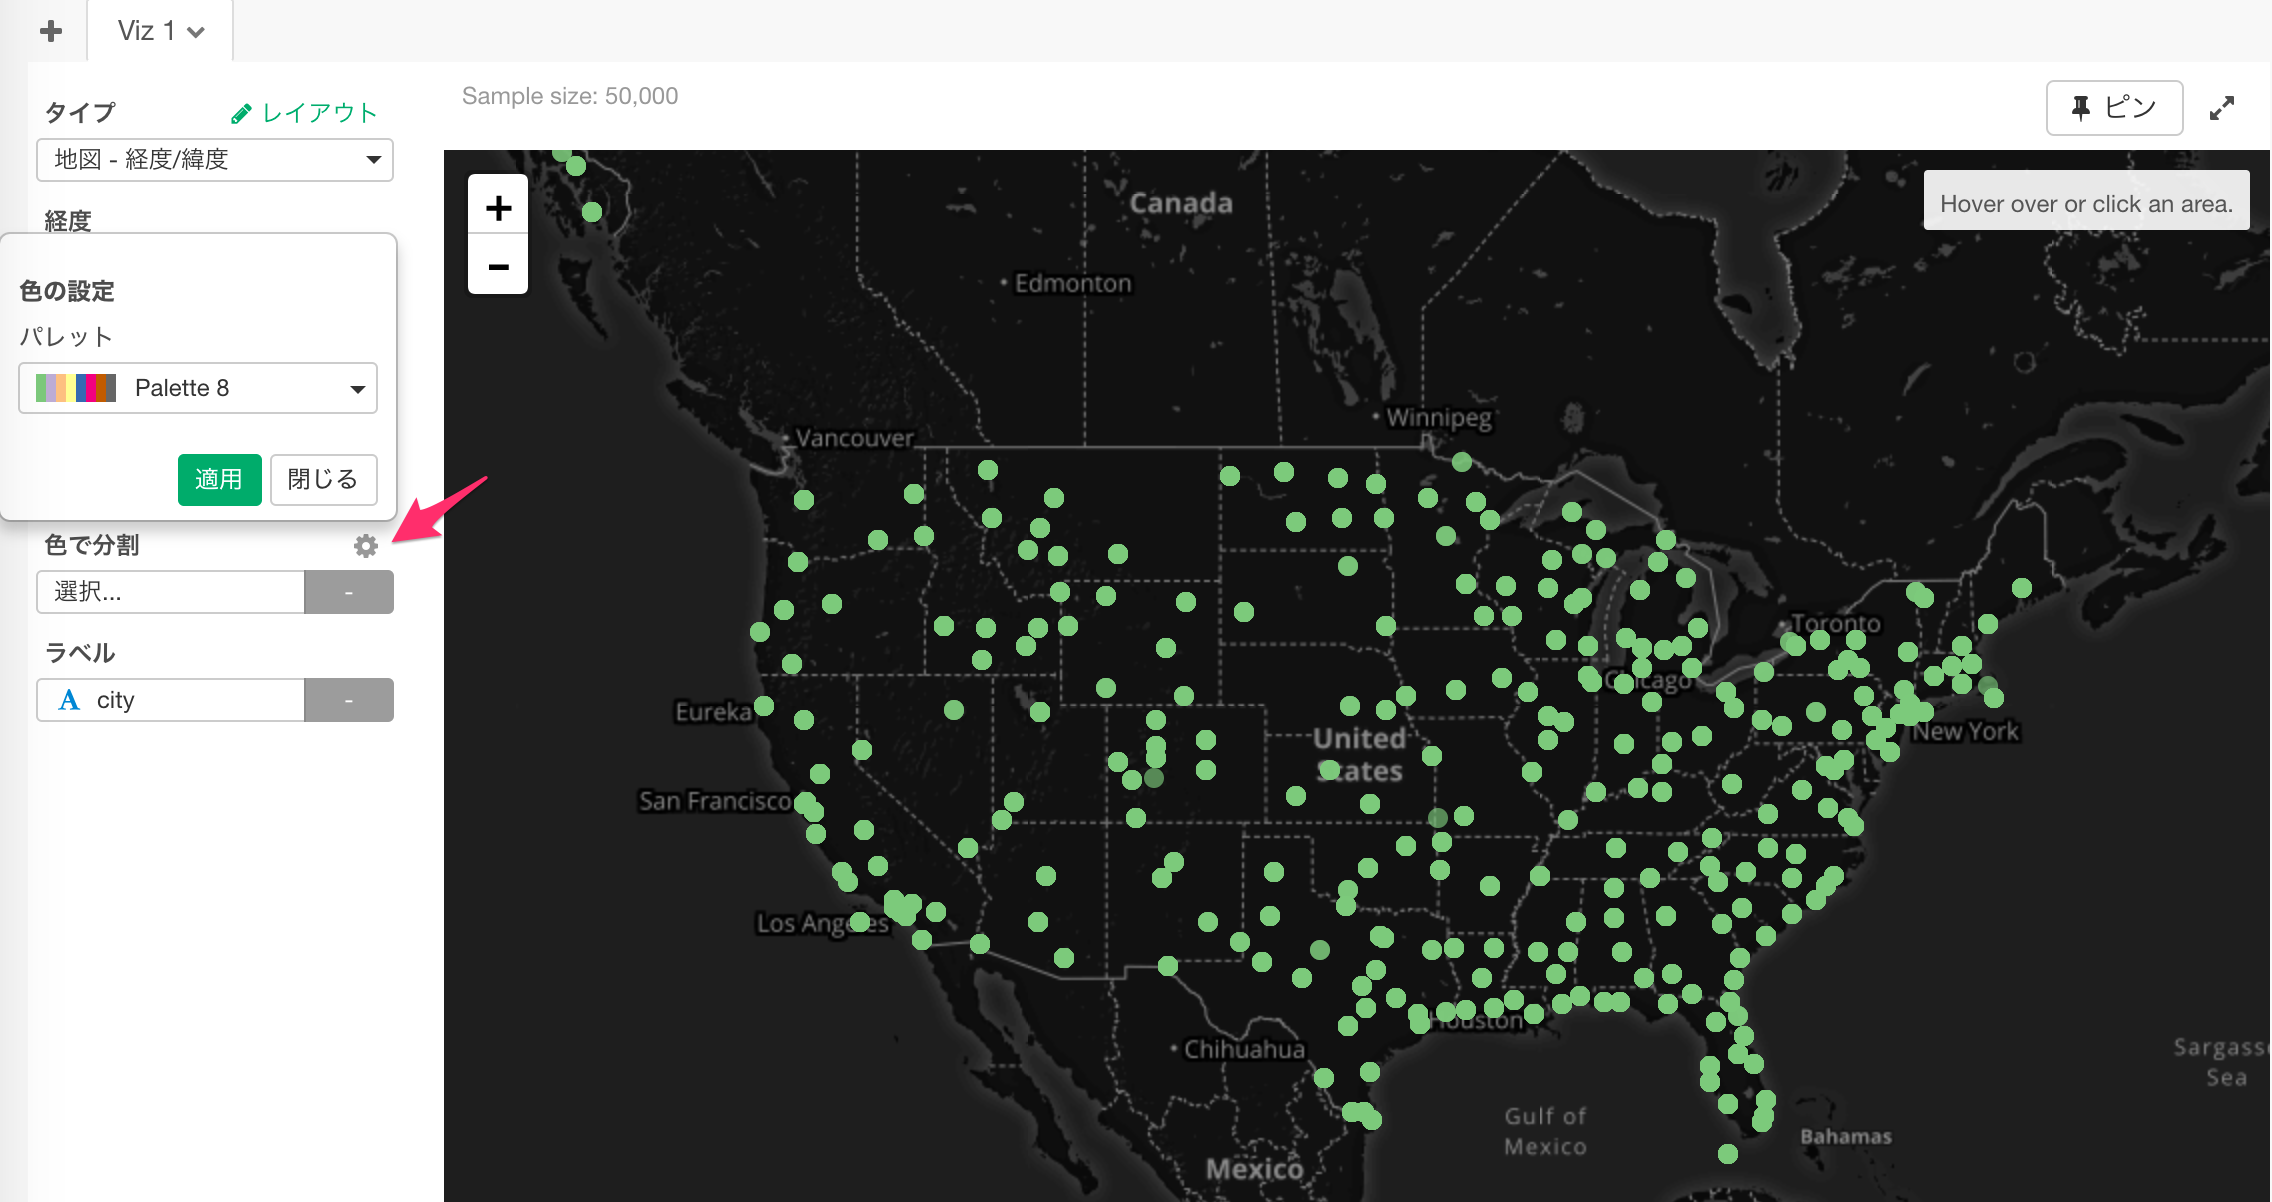 Viz 1
タイプ
レイアウト
地図 - 経度/緯度
経度
色の設定
パレット
Palette 8
適用
閉じる
色で分割
選択...
-
ラベル
A city
-
Sample size: 50,000
ピン
+
−
Hover over or click an area.
Canada
Edmonton
Winnipeg
Vancouver
Toronto
Chicago
Eureka
New York
United
States
San Francisco
Los Angeles
Houston
Chihuahua
Sargasso
Sea
Gulf of
Mexico
Bahamas
Mexico